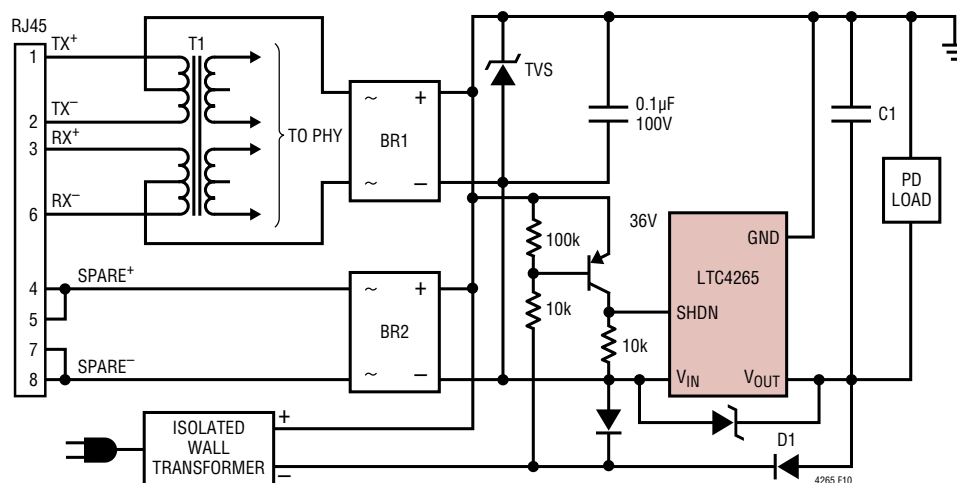 RJ45
1
TX+
T1
2
TX–
3
RX+
6
RX–
TO PHY
~
+
BR1
~
–
TVS
0.1µF
100V
C1
PD
LOAD
36V
GND
LTC4265
SHDN
VIN
VOUT
100k
10k
10k
4
SPARE+
5
7
8
SPARE–
~
+
BR2
~
–
ISOLATED
WALL
TRANSFORMER
+
–
D1
4265 F10